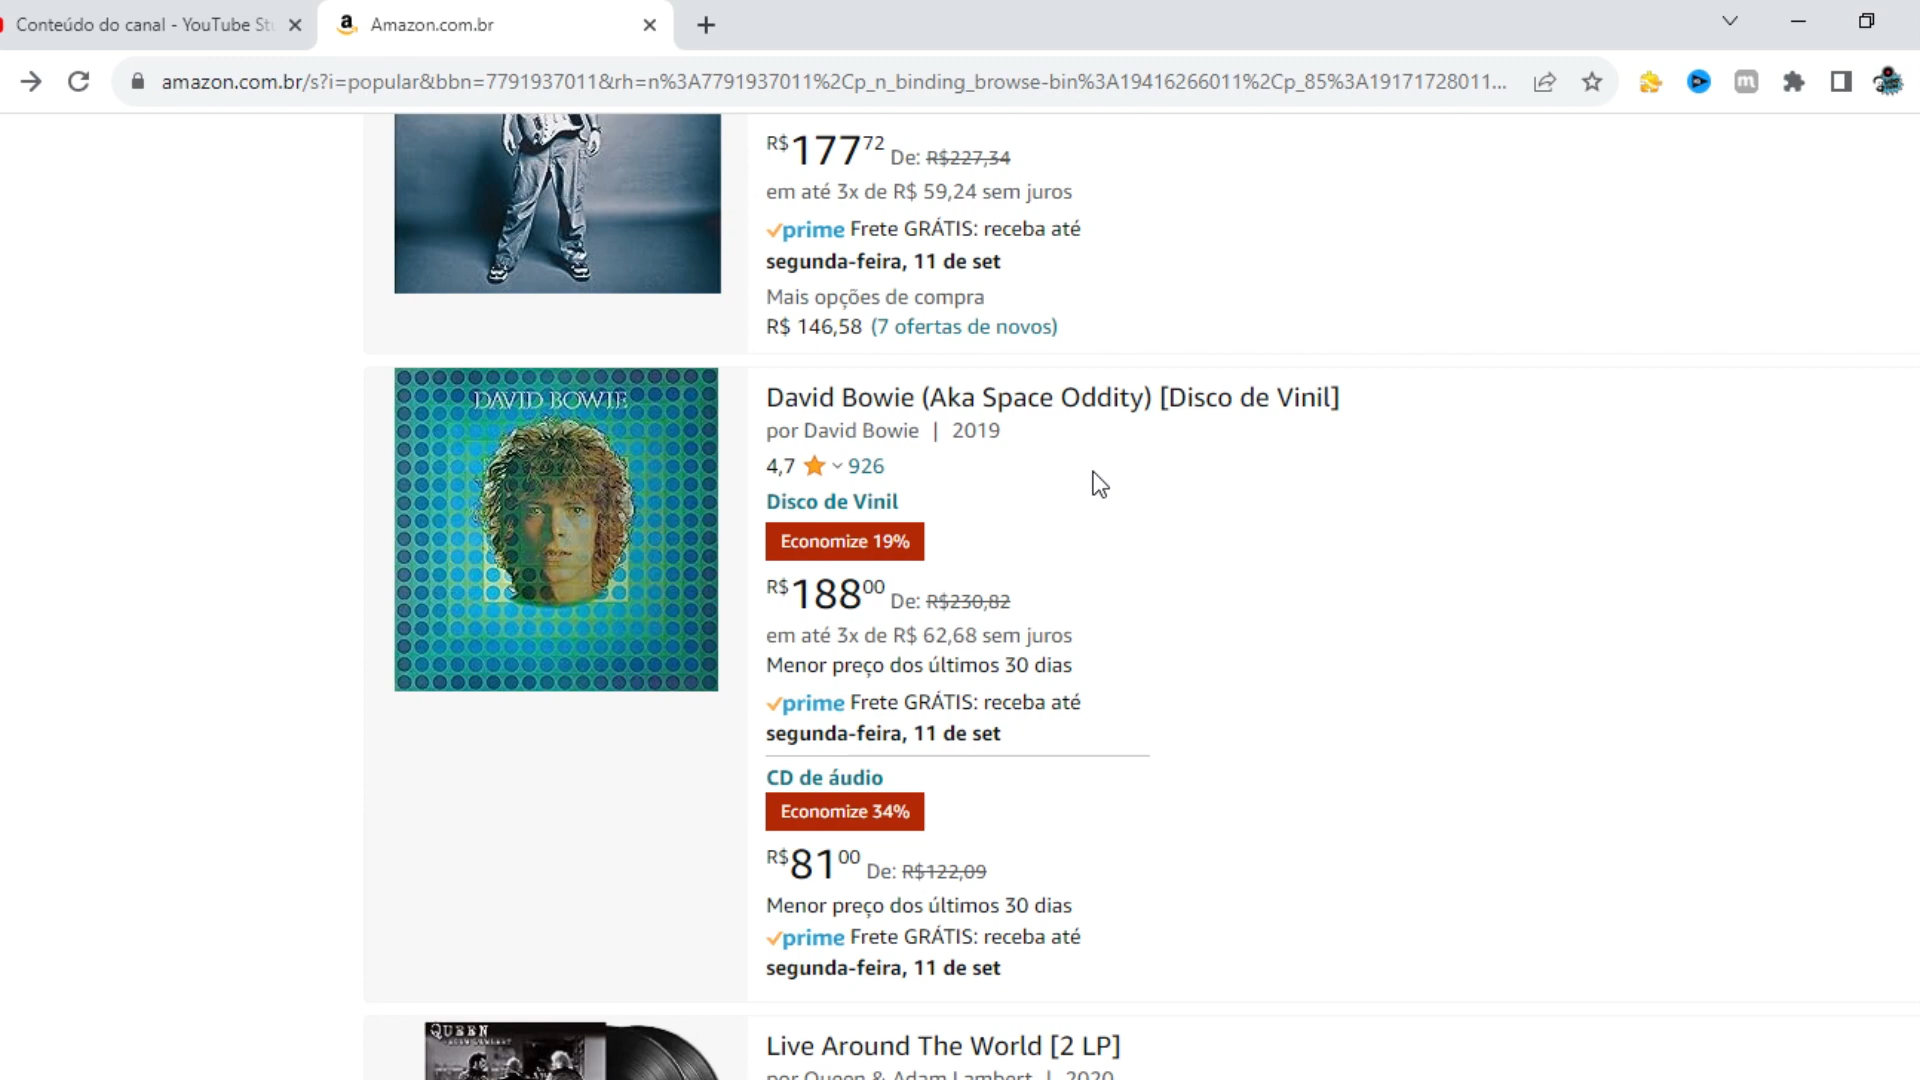 Conteúdo do canal - YouTube Stu
Amazon.com.br
amazon.com.br/s?i=popular&bbn=7791937011&rh=n%3A7791937011%2Cp_n_binding_browse-bin%3A19416266011%2Cp_85%3A19171728011...
R$17772 De: R$227,34
em até 3x de R$ 59,24 sem juros
prime Frete GRÁTIS: receba até
segunda-feira, 11 de set
Mais opções de compra
R$ 146,58 (7 ofertas de novos)
DAVID BOWIE
David Bowie (Aka Space Oddity) [Disco de Vinil]
por David Bowie | 2019
4,7 926
Disco de Vinil
Economize 19%
R$18800 De: R$230,82
em até 3x de R$ 62,68 sem juros
Menor preço dos últimos 30 dias
prime Frete GRÁTIS: receba até
segunda-feira, 11 de set
CD de áudio
Economize 34%
R$8100 De: R$122,09
Menor preço dos últimos 30 dias
prime Frete GRÁTIS: receba até
segunda-feira, 11 de set
QUEEN
Live Around The World [2 LP]
por Queen & Adam Lambert | 2020